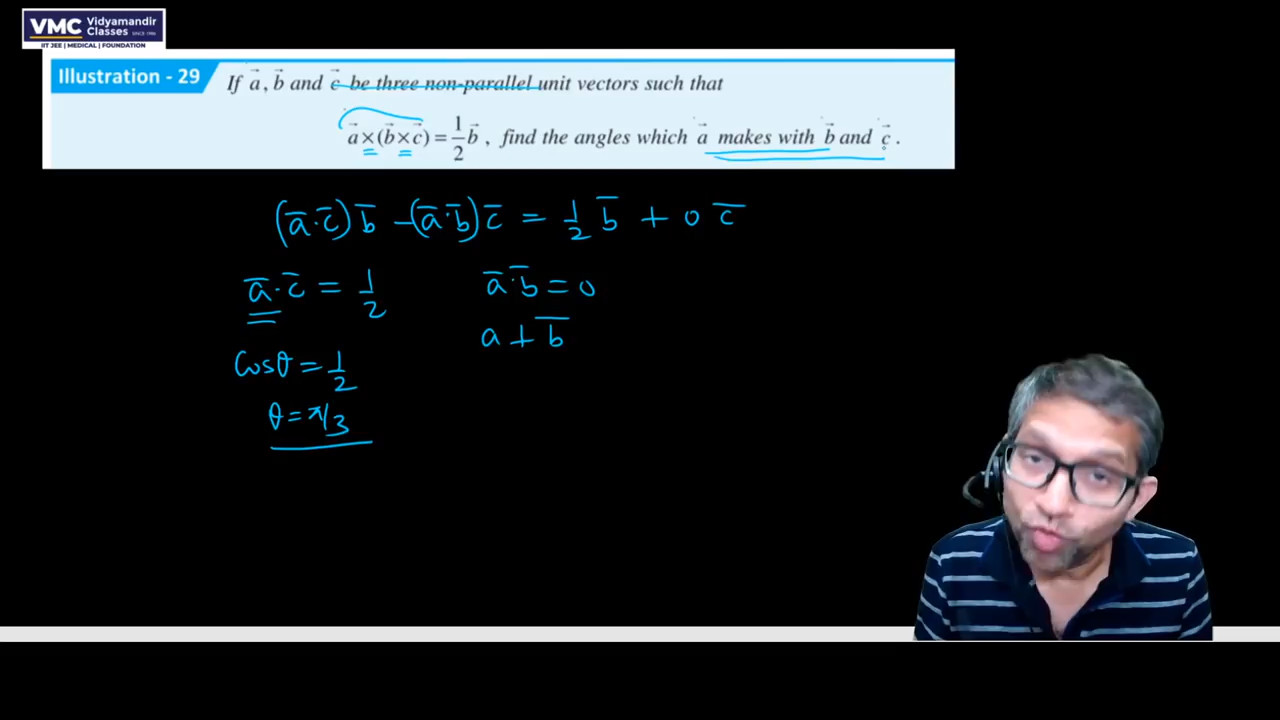 VMC Vidyamandir Classes SINCE 1986
IIT JEE | MEDICAL | FOUNDATION
Illustration - 29 If a⃗, b⃗ and c⃗ be three non-parallel unit vectors such that
a⃗ × (b⃗ × c⃗) = 1/2 b⃗, find the angles which a⃗ makes with b⃗ and c⃗.
(a̅·c̅) b̅ - (a̅·b̅) c̅ = 1/2 b̅ + 0 c̅
a̅·c̅ = 1/2 a̅·b̅ = 0
a ⊥ b̅
Cosθ = 1/2
θ = π/3